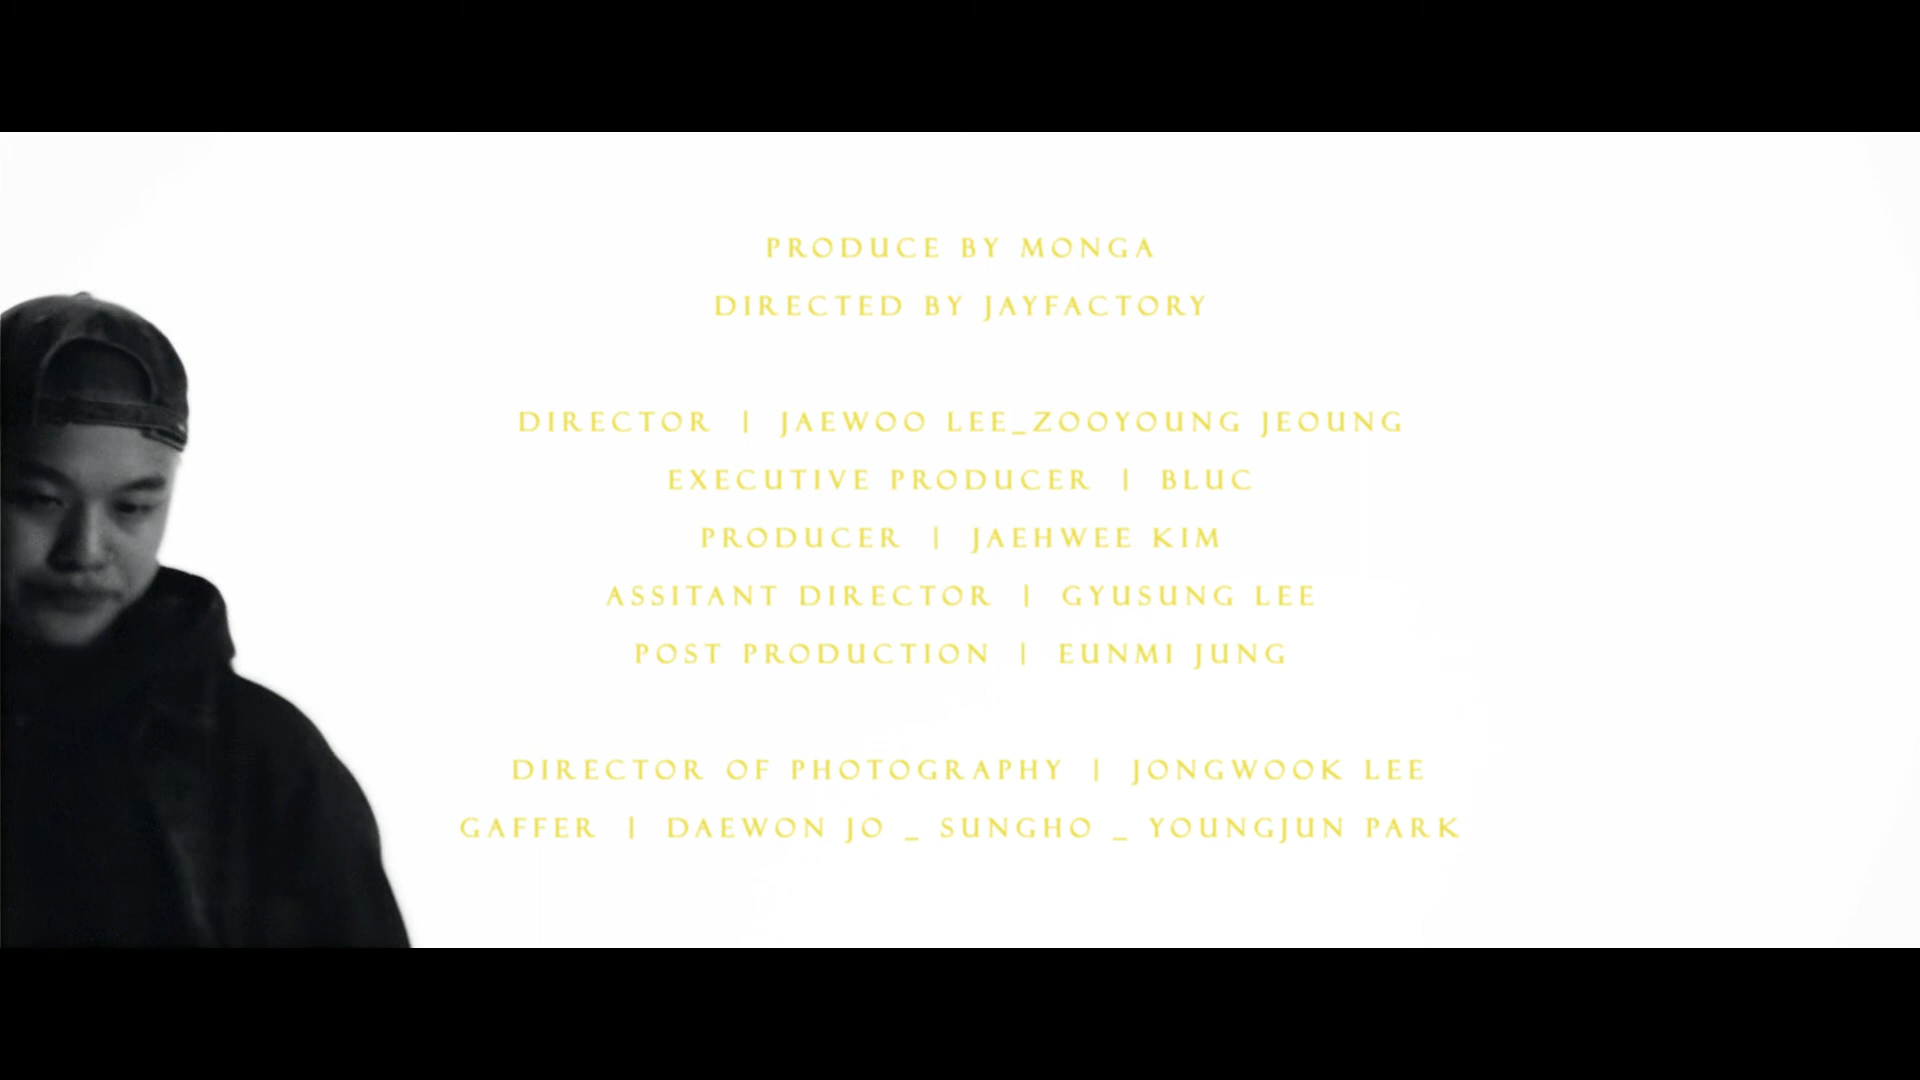 PRODUCE BY MONGA
DIRECTED BY JAYFACTORY
DIRECTOR | JAEWOO LEE_ZOOYOUNG JEOUNG
EXECUTIVE PRODUCER | BLUC
PRODUCER | JAEHWEE KIM
ASSITANT DIRECTOR | GYUSUNG LEE
POST PRODUCTION | EUNMI JUNG
DIRECTOR OF PHOTOGRAPHY | JONGWOOK LEE
GAFFER | DAEWON JO _ SUNGHO _ YOUNGJUN PARK